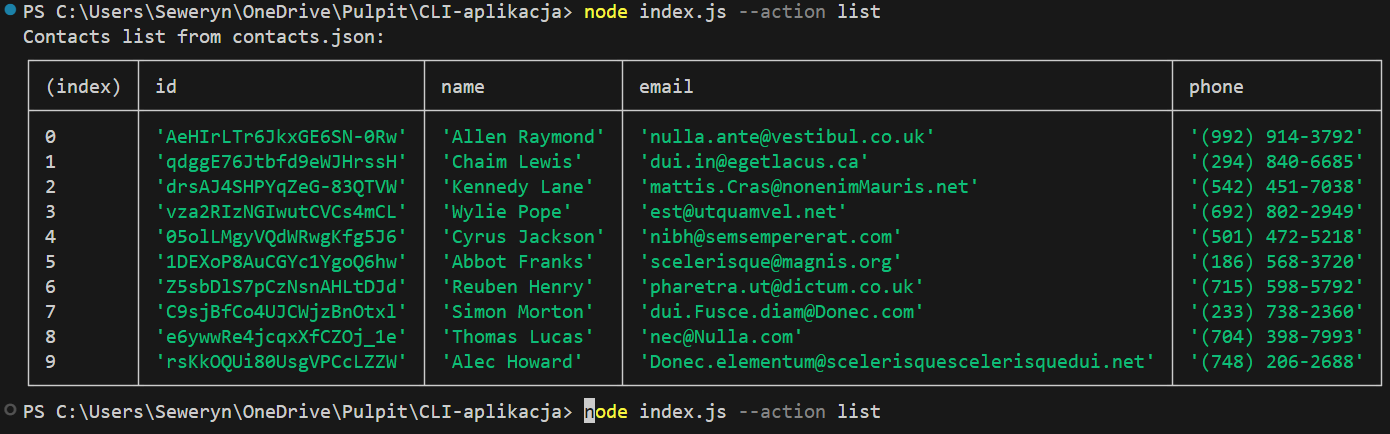 PS C:\Users\Seweryn\OneDrive\Pulpit\CLI-aplikacja> node index.js --action list
Contacts list from contacts.json:
(index) id name email phone
0 'AeHIrLTr6JkxGE6SN-0Rw' 'Allen Raymond' 'nulla.ante@vestibul.co.uk' '(992) 914-3792'
1 'qdggE76Jtbfd9eWJHrssH' 'Chaim Lewis' 'dui.in@egetlacus.ca' '(294) 840-6685'
2 'drsAJ4SHPYqZeG-83QTVW' 'Kennedy Lane' 'mattis.Cras@nonenimMauris.net' '(542) 451-7038'
3 'vza2RIzNGIwutCVCs4mCL' 'Wylie Pope' 'est@utquamvel.net' '(692) 802-2949'
4 '05olLMgyVQdWRwgKfg5J6' 'Cyrus Jackson' 'nibh@semsempererat.com' '(501) 472-5218'
5 '1DEXoP8AuCGYc1YgoQ6hw' 'Abbot Franks' 'scelerisque@magnis.org' '(186) 568-3720'
6 'Z5sbDlS7pCzNsnAHLtDJd' 'Reuben Henry' 'pharetra.ut@dictum.co.uk' '(715) 598-5792'
7 'C9sjBfCo4UJCWjzBnOtxl' 'Simon Morton' 'dui.Fusce.diam@Donec.com' '(233) 738-2360'
8 'e6ywwRe4jcqxXfCZOj_1e' 'Thomas Lucas' 'nec@Nulla.com' '(704) 398-7993'
9 'rsKkOQUi80UsgVPCcLZZW' 'Alec Howard' 'Donec.elementum@scelerisquescelerisquedui.net' '(748) 206-2688'
PS C:\Users\Seweryn\OneDrive\Pulpit\CLI-aplikacja> node index.js --action list